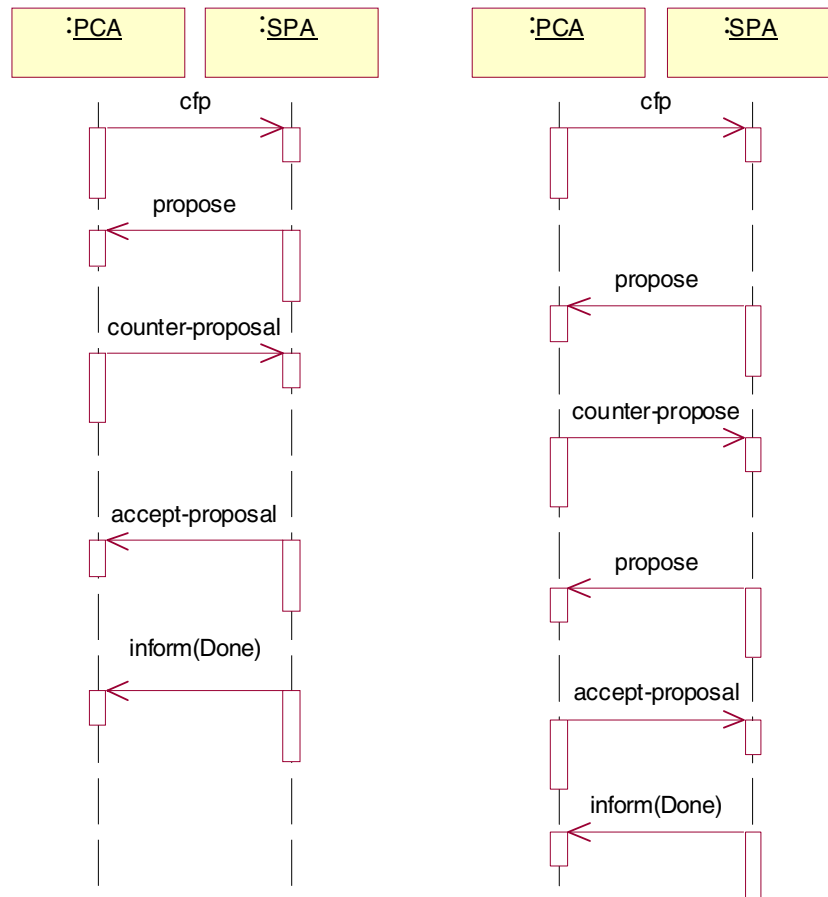 :PCA
:SPA
cfp
propose
counter-proposal
accept-proposal
inform(Done)
:PCA
:SPA
cfp
propose
counter-propose
propose
accept-proposal
inform(Done)